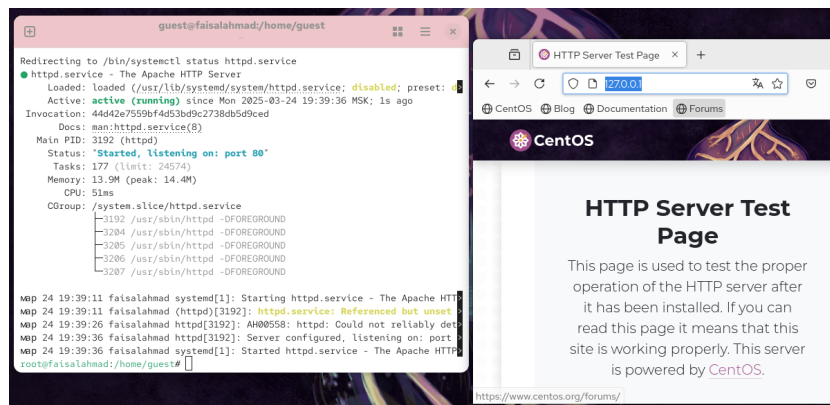 guest@faisalahmad:/home/guest
Redirecting to /bin/systemctl status httpd.service
● httpd.service - The Apache HTTP Server
Loaded: loaded (/usr/lib/systemd/system/httpd.service; disabled; preset: d>
Active: active (running) since Mon 2025-03-24 19:39:36 MSK; 1s ago
Invocation: 44d42e7559bf4d53bd9c2738db5d9ced
Docs: man:httpd.service(8)
Main PID: 3192 (httpd)
Status: "Started, listening on: port 80"
Tasks: 177 (limit: 24574)
Memory: 13.9M (peak: 14.4M)
CPU: 51ms
CGroup: /system.slice/httpd.service
├─3192 /usr/sbin/httpd -DFOREGROUND
├─3204 /usr/sbin/httpd -DFOREGROUND
├─3205 /usr/sbin/httpd -DFOREGROUND
├─3206 /usr/sbin/httpd -DFOREGROUND
└─3207 /usr/sbin/httpd -DFOREGROUND
мар 24 19:39:11 faisalahmad systemd[1]: Starting httpd.service - The Apache HTT>
мар 24 19:39:11 faisalahmad (httpd)[3192]: httpd.service: Referenced but unset >
мар 24 19:39:26 faisalahmad httpd[3192]: AH00558: httpd: Could not reliably det>
мар 24 19:39:36 faisalahmad httpd[3192]: Server configured, listening on: port >
мар 24 19:39:36 faisalahmad systemd[1]: Started httpd.service - The Apache HTTP>
root@faisalahmad:/home/guest#
HTTP Server Test Page
127.0.0.1
CentOS Blog Documentation Forums
CentOS
HTTP Server Test
Page
This page is used to test the proper
operation of the HTTP server after
it has been installed. If you can
read this page it means that this
site is working properly. This server
is powered by CentOS.
https://www.centos.org/forums/